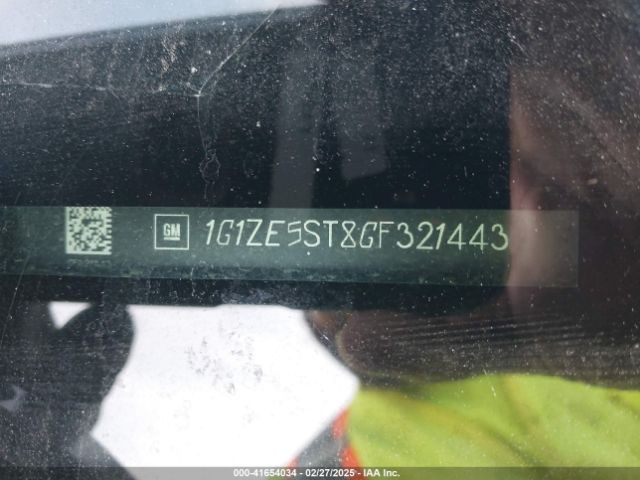 GM 1G1ZE5ST8GF321443
000-41654034 - 02/27/2025 - IAA Inc.